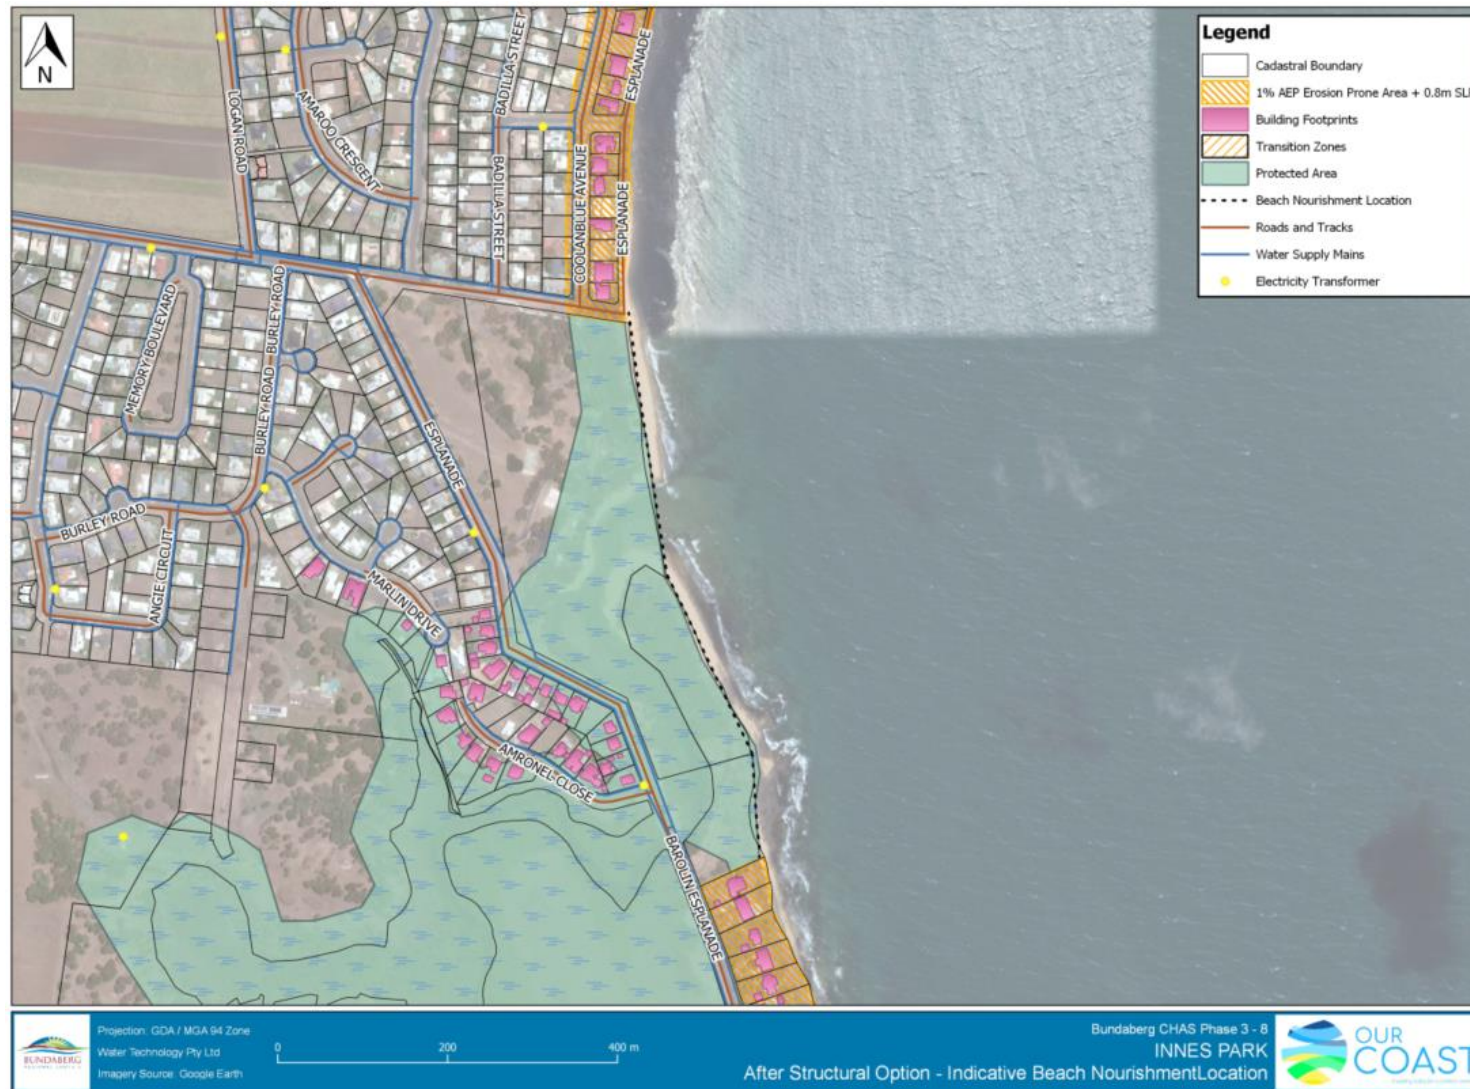 N
Legend
Cadastral Boundary
1% AEP Erosion Prone Area + 0.8m SL
Building Footprints
Transition Zones
Protected Area
Beach Nourishment Location
Roads and Tracks
Water Supply Mains
Electricity Transformer
LOGAN ROAD
AMAROO CRESCENT
BADILLA STREET
BADILLA STREET
COOLANBLUE AVENUE
ESPLANADE
ESPLANADE
MEMORY BOULEVARD
BURLEY ROAD
BURLEY ROAD
ESPLANADE
BURLEY ROAD
ANGIE CIRCUIT
MARLIN DRIVE
AMRONEL CLOSE
BAROLIN ESPLANADE
BUNDABERG
Projection: GDA / MGA 94 Zone
Water Technology Pty Ltd
Imagery Source: Google Earth
0 200 400 m
Bundaberg CHAS Phase 3 - 8
INNES PARK
After Structural Option - Indicative Beach NourishmentLocation
OUR
COAST